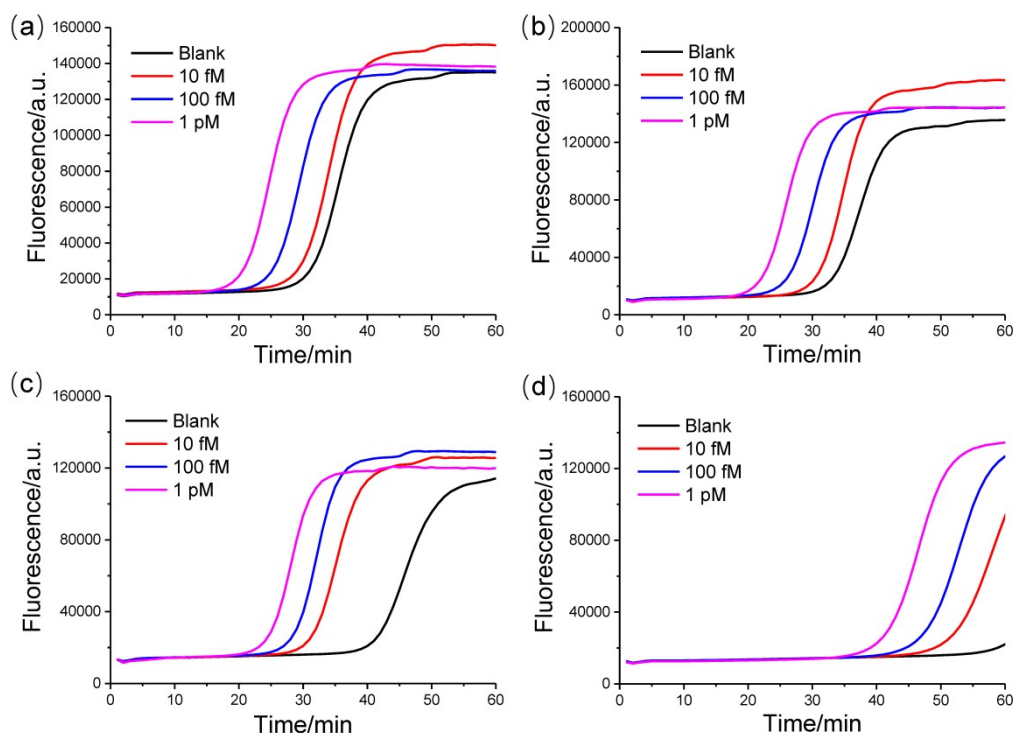 (a)
Fluorescence/a.u.
160000
140000
120000
100000
80000
60000
40000
20000
0
Blank
10 fM
100 fM
1 pM
0 10 20 30 40 50 60
Time/min
(b)
Fluorescence/a.u.
200000
160000
120000
80000
40000
0
Blank
10 fM
100 fM
1 pM
0 10 20 30 40 50 60
Time/min
(c)
Fluorescence/a.u.
160000
120000
80000
40000
0
Blank
10 fM
100 fM
1 pM
0 10 20 30 40 50 60
Time/min
(d)
Fluorescence/a.u.
160000
120000
80000
40000
0
Blank
10 fM
100 fM
1 pM
0 10 20 30 40 50 60
Time/min